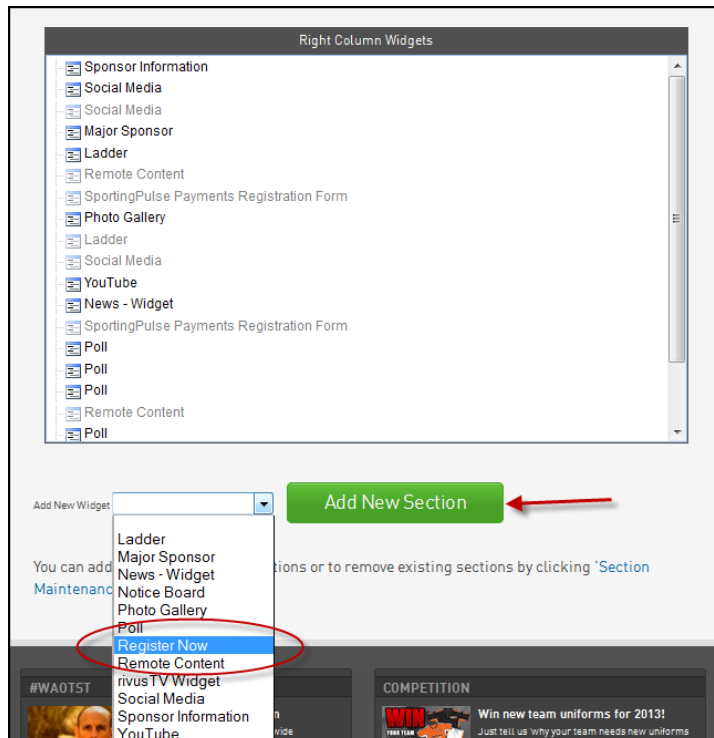 Right Column Widgets
Sponsor Information
Social Media
Social Media
Major Sponsor
Ladder
Remote Content
SportingPulse Payments Registration Form
Photo Gallery
Ladder
Social Media
YouTube
News - Widget
SportingPulse Payments Registration Form
Poll
Poll
Poll
Remote Content
Poll
Add New Widget
Add New Section
Ladder
Major Sponsor
News - Widget
Notice Board
Photo Gallery
Poll
Register Now
Remote Content
rivusTV Widget
Social Media
Sponsor Information
YouTube
You can add tions or to remove existing sections by clicking 'Section
Maintenanc
#WAOTST
COMPETITION
WIN
YOUR TEAM
Win new team uniforms for 2013!
Just tell us 'why your team needs new uniforms